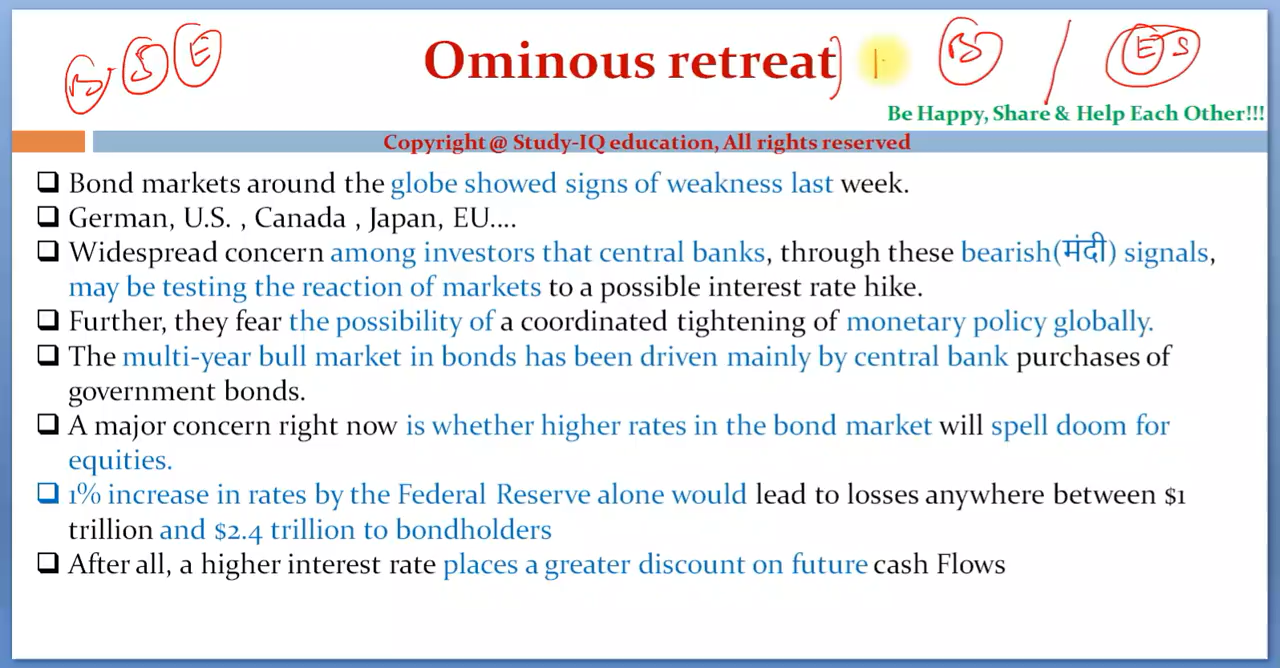 B S E
Ominous retreat) B / E S
Be Happy, Share & Help Each Other!!!
Copyright @ Study-IQ education, All rights reserved
❑ Bond markets around the globe showed signs of weakness last week.
❑ German, U.S. , Canada , Japan, EU....
❑ Widespread concern among investors that central banks, through these bearish(मंदी) signals,
may be testing the reaction of markets to a possible interest rate hike.
❑ Further, they fear the possibility of a coordinated tightening of monetary policy globally.
❑ The multi-year bull market in bonds has been driven mainly by central bank purchases of
government bonds.
❑ A major concern right now is whether higher rates in the bond market will spell doom for
equities.
❑ 1% increase in rates by the Federal Reserve alone would lead to losses anywhere between $1
trillion and $2.4 trillion to bondholders
❑ After all, a higher interest rate places a greater discount on future cash Flows